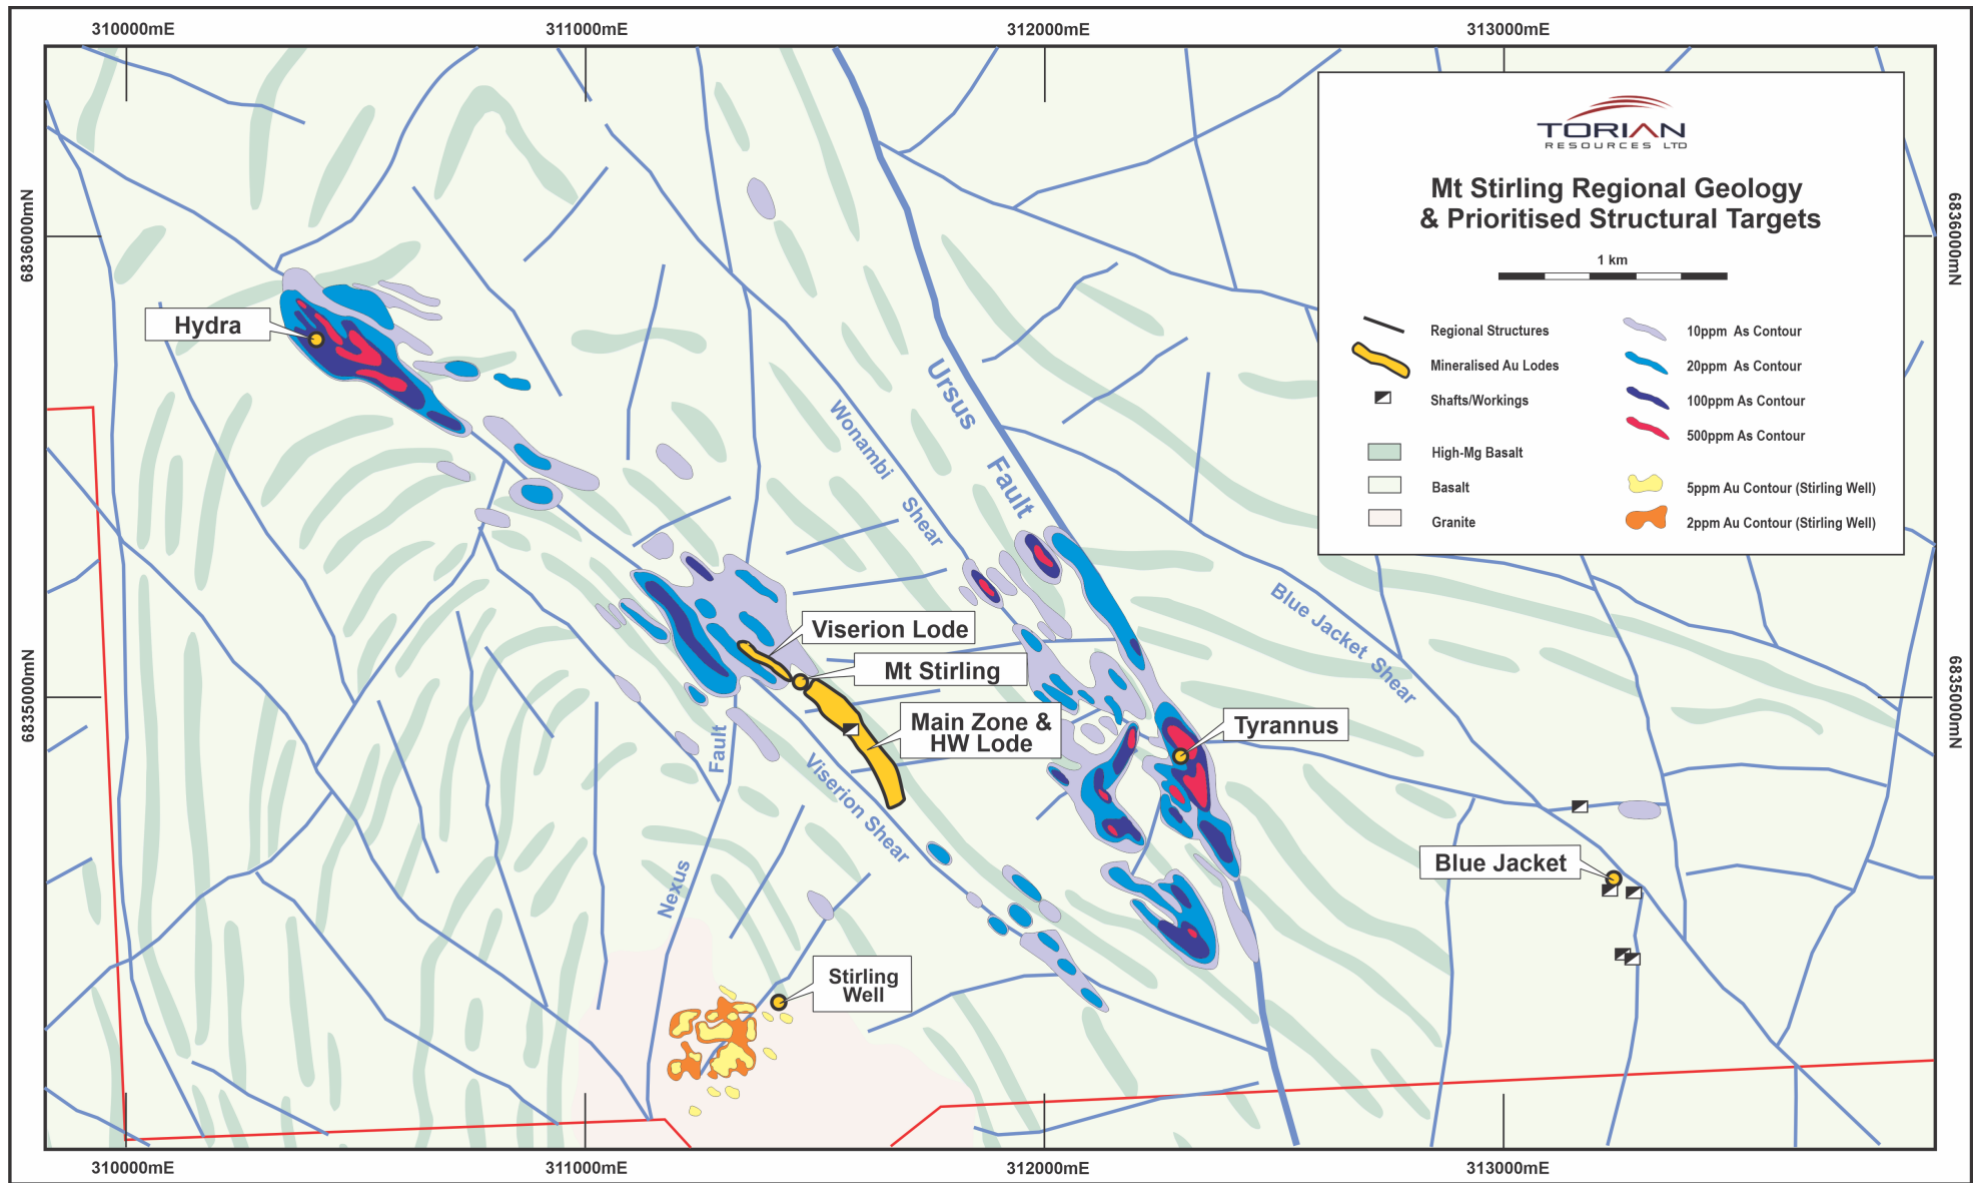 310000mE 311000mE 312000mE 313000mE
6836000mN
6836000mN
6835000mN
6835000mN
TORIAN
RESOURCES LTD
Mt Stirling Regional Geology
& Prioritised Structural Targets
1 km
Regional Structures
Mineralised Au Lodes
Shafts/Workings
High-Mg Basalt
Basalt
Granite
10ppm As Contour
20ppm As Contour
100ppm As Contour
500ppm As Contour
5ppm Au Contour (Stirling Well)
2ppm Au Contour (Stirling Well)
Hydra
Ursus
Fault
Wonambi
Shear
Blue Jacket Shear
Viserion Lode
Mt Stirling
Main Zone &
HW Lode
Tyrannus
Fault
Nexus
Viserion Shear
Blue Jacket
Stirling
Well
310000mE 311000mE 312000mE 313000mE